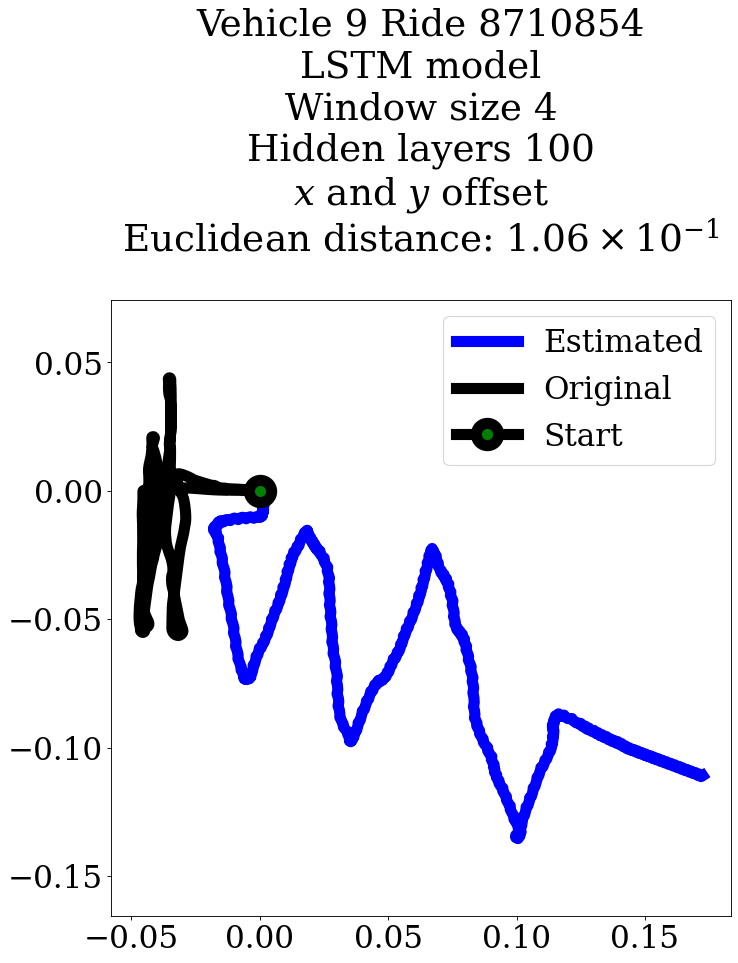 Vehicle 9 Ride 8710854
LSTM model
Window size 4
Hidden layers 100
x and y offset
Euclidean distance: 1.06 × 10⁻¹
Estimated
Original
Start
0.05
0.00
−0.05
−0.10
−0.15
−0.05 0.00 0.05 0.10 0.15